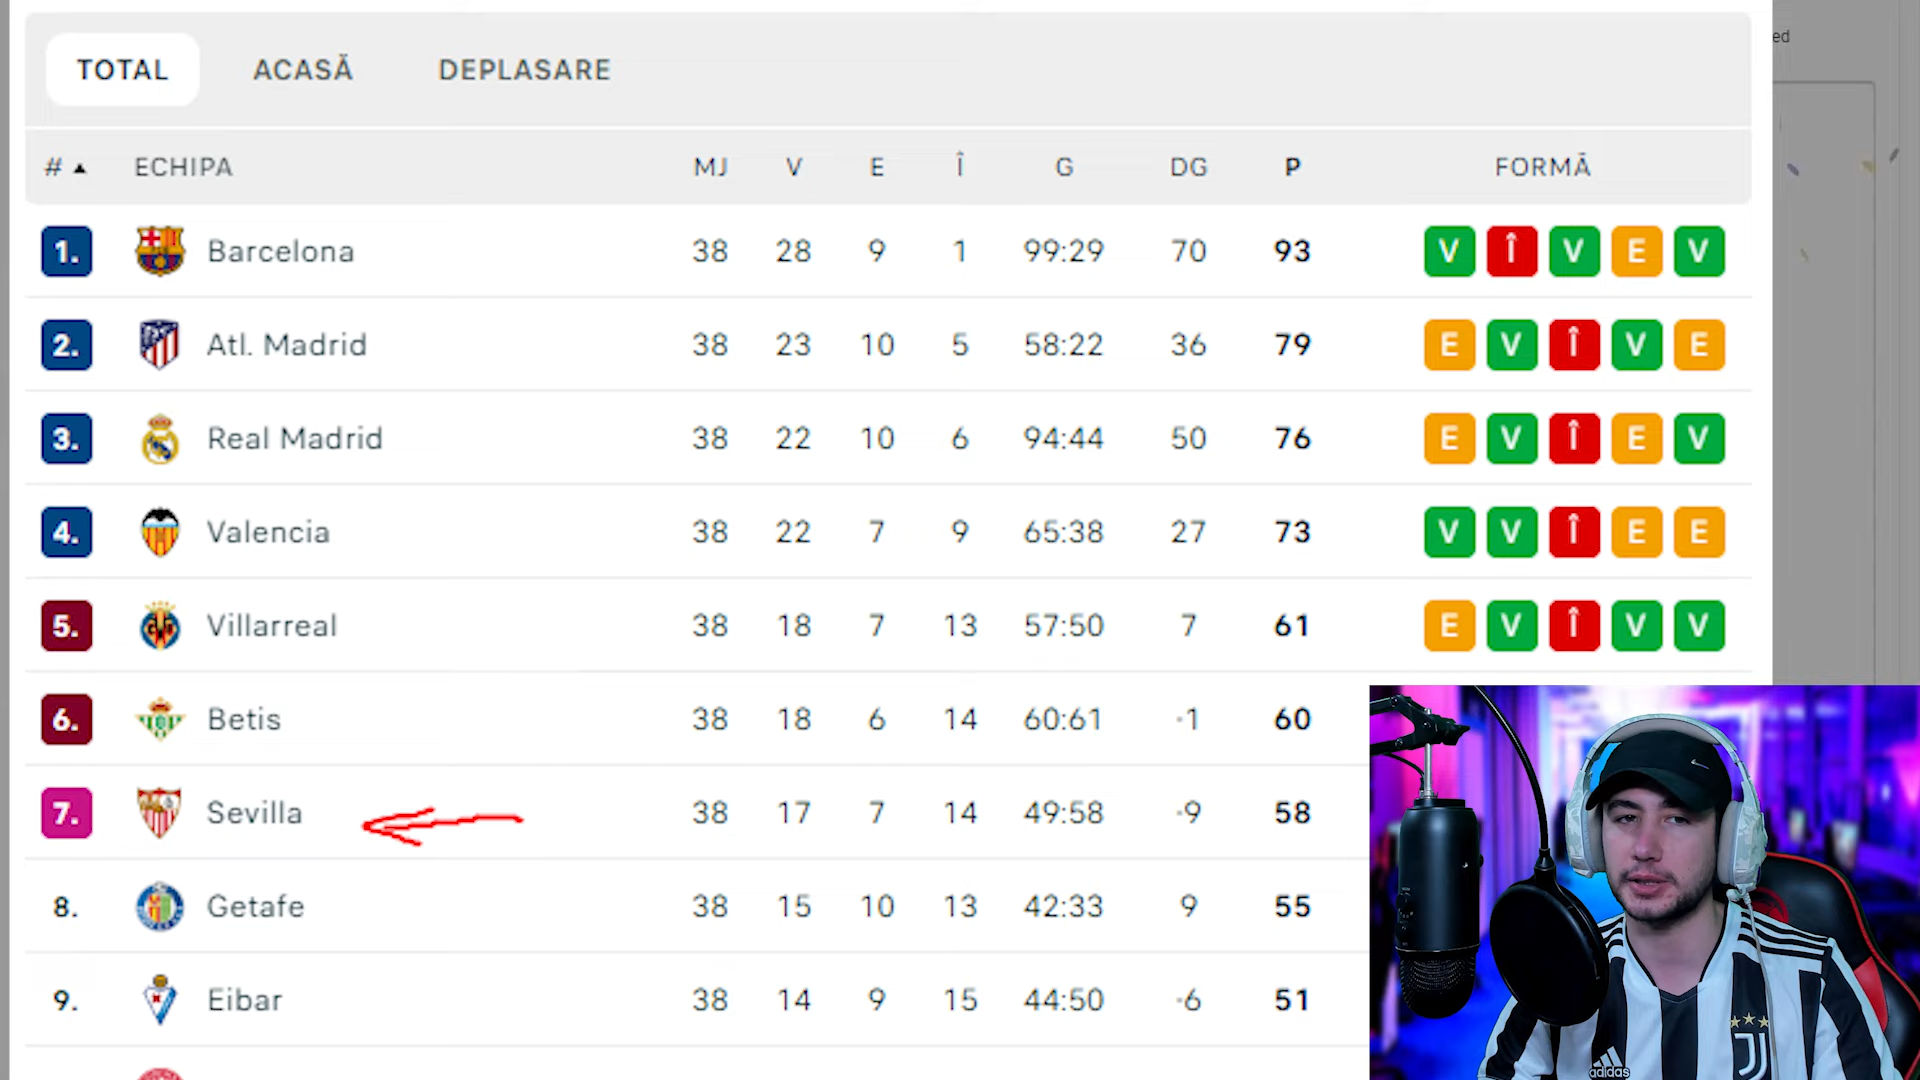 ed
TOTAL ACASĂ DEPLASARE
# ECHIPA MJ V E Î G DG P FORMĂ
1. Barcelona 38 28 9 1 99:29 70 93 V Î V E V
2. Atl. Madrid 38 23 10 5 58:22 36 79 E V Î V E
3. Real Madrid 38 22 10 6 94:44 50 76 E V Î E V
4. Valencia 38 22 7 9 65:38 27 73 V V Î E E
5. Villarreal 38 18 7 13 57:50 7 61 E V Î V V
6. Betis 38 18 6 14 60:61 -1 60
7. Sevilla 38 17 7 14 49:58 -9 58
8. Getafe 38 15 10 13 42:33 9 55
9. Eibar 38 14 9 15 44:50 -6 51
adidas